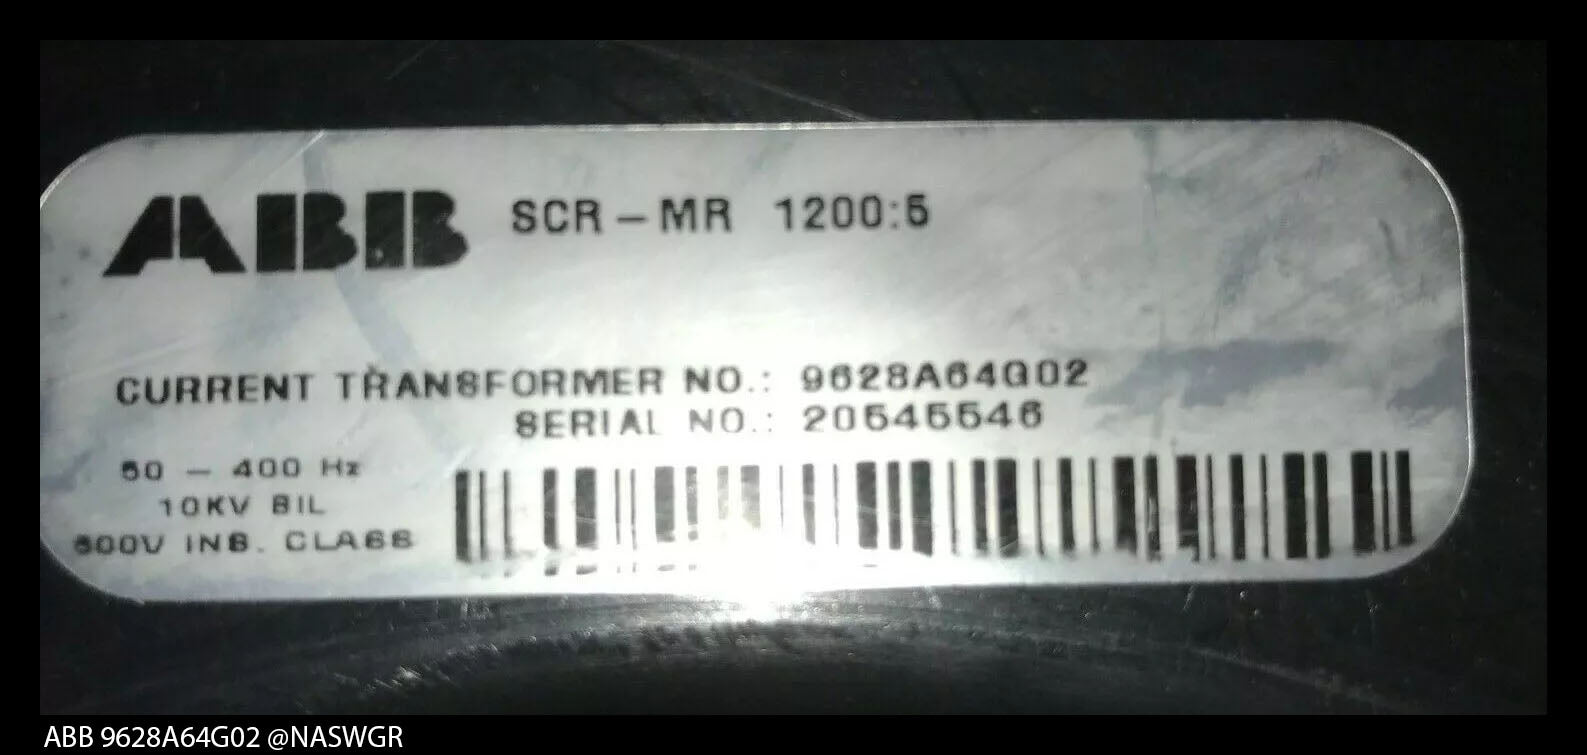 ABB SCR-MR 1200:5
CURRENT TRANSFORMER NO.: 9628A64G02
SERIAL NO.: 20545546
50 - 400 Hz
10KV BIL
600V INS. CLASS
ABB 9628A64G02 @NASWGR